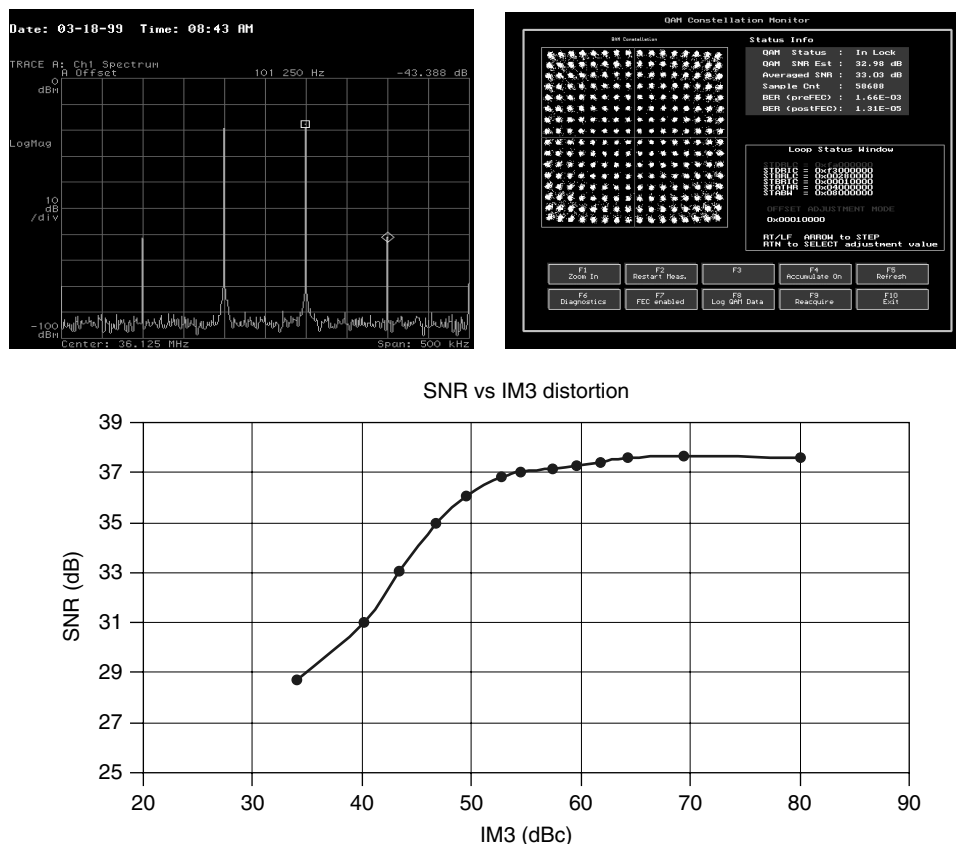 Date: 03-18-99 Time: 08:43 AM
TRACE A: Ch1 Spectrum
A Offset 101 250 Hz -43.388 dB
0
dBm
LogMag
10
dB
/div
-100
dBm
Center: 36.125 MHz Span: 500 kHz
QAM Constellation Monitor
QAM Constellation
Status Info
QAM Status : In Lock
QAM SNR Est : 32.98 dB
Averaged SNR : 33.03 dB
Sample Cnt : 58688
BER (preFEC) : 1.66E-03
BER (postFEC): 1.31E-05
Loop Status Window
STDRLC = 0xfa000000
STDRIC = 0xf3000000
STBRLC = 0x00280000
STBRIC = 0x00010000
STATHR = 0x04000000
STABW = 0x08000000
OFFSET ADJUSTMENT MODE
0x00010000
RT/LF ARROW to STEP
RTN to SELECT adjustment value
F1
Zoom In
F2
Restart Meas.
F3
F4
Accumulate On
F5
Refresh
F6
Diagnostics
F7
FEC enabled
F8
Log QAM Data
F9
Reacquire
F10
Exit
SNR vs IM3 distortion
SNR (dB)
39
37
35
33
31
29
27
25
20 30 40 50 60 70 80 90
IM3 (dBc)